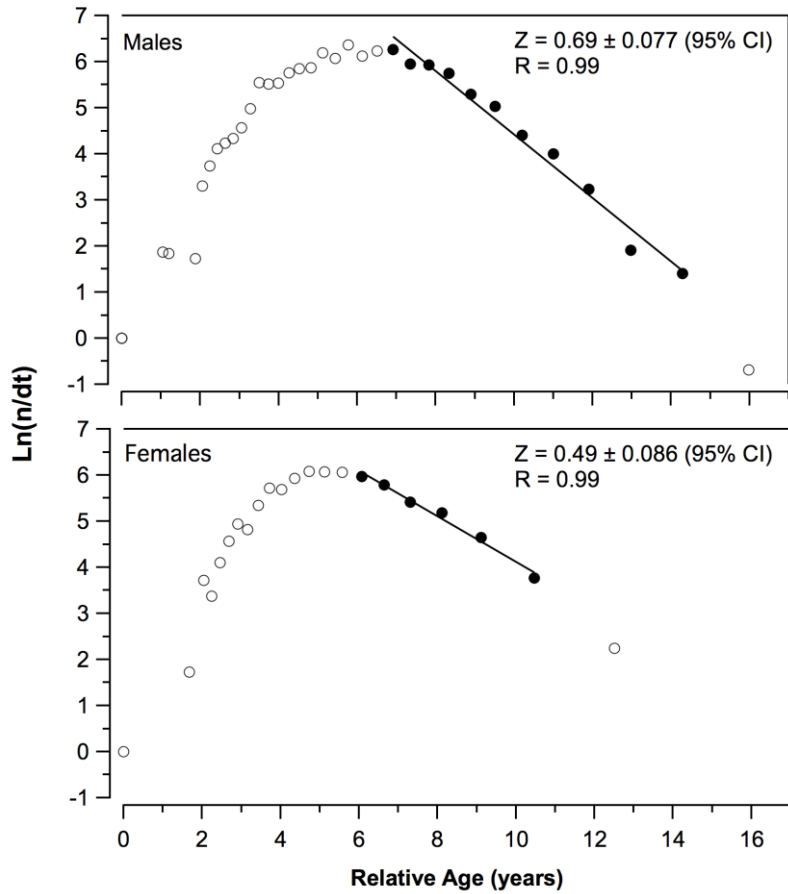 7
6
5
4
3
2
1
0
-1
Males
Z = 0.69 ± 0.077 (95% CI)
R = 0.99
Ln(n/dt)
7
6
5
4
3
2
1
0
-1
Females
Z = 0.49 ± 0.086 (95% CI)
R = 0.99
0 2 4 6 8 10 12 14 16
Relative Age (years)